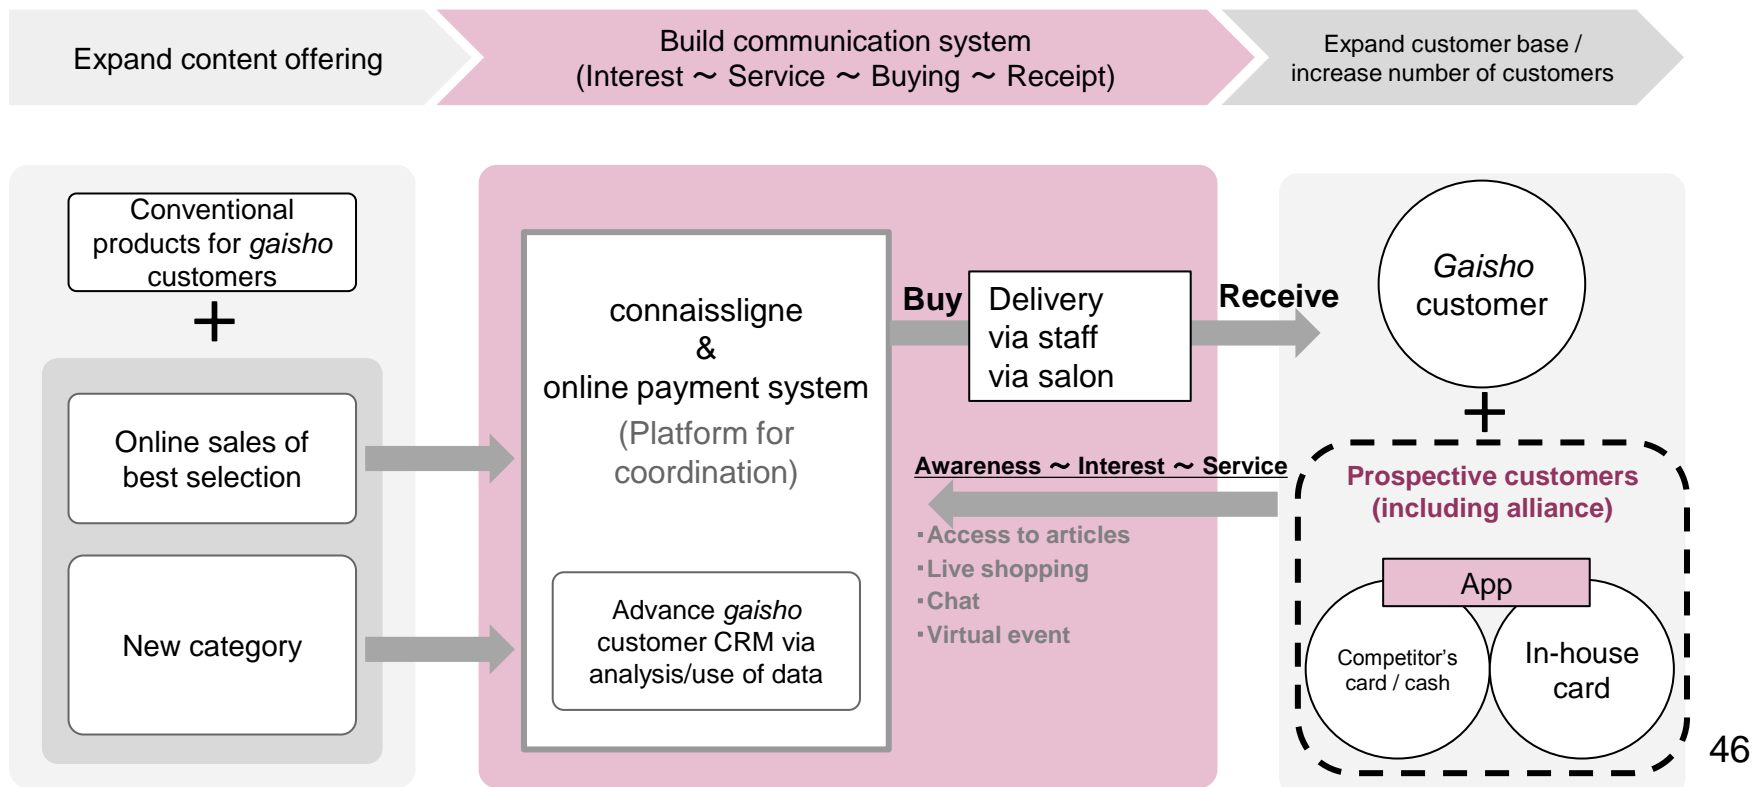 Expand content offering
Build communication system
(Interest ～ Service ～ Buying ～ Receipt)
Expand customer base /
increase number of customers
Conventional
products for gaisho
customers
+
Online sales of
best selection
New category
connaissligne
&
online payment system
(Platform for
coordination)
Advance gaisho
customer CRM via
analysis/use of data
Buy
Delivery
via staff
via salon
Receive
Awareness ～ Interest ～ Service
・Access to articles
・Live shopping
・Chat
・Virtual event
Gaisho
customer
+
Prospective customers
(including alliance)
App
Competitor's
card / cash
In-house
card
46